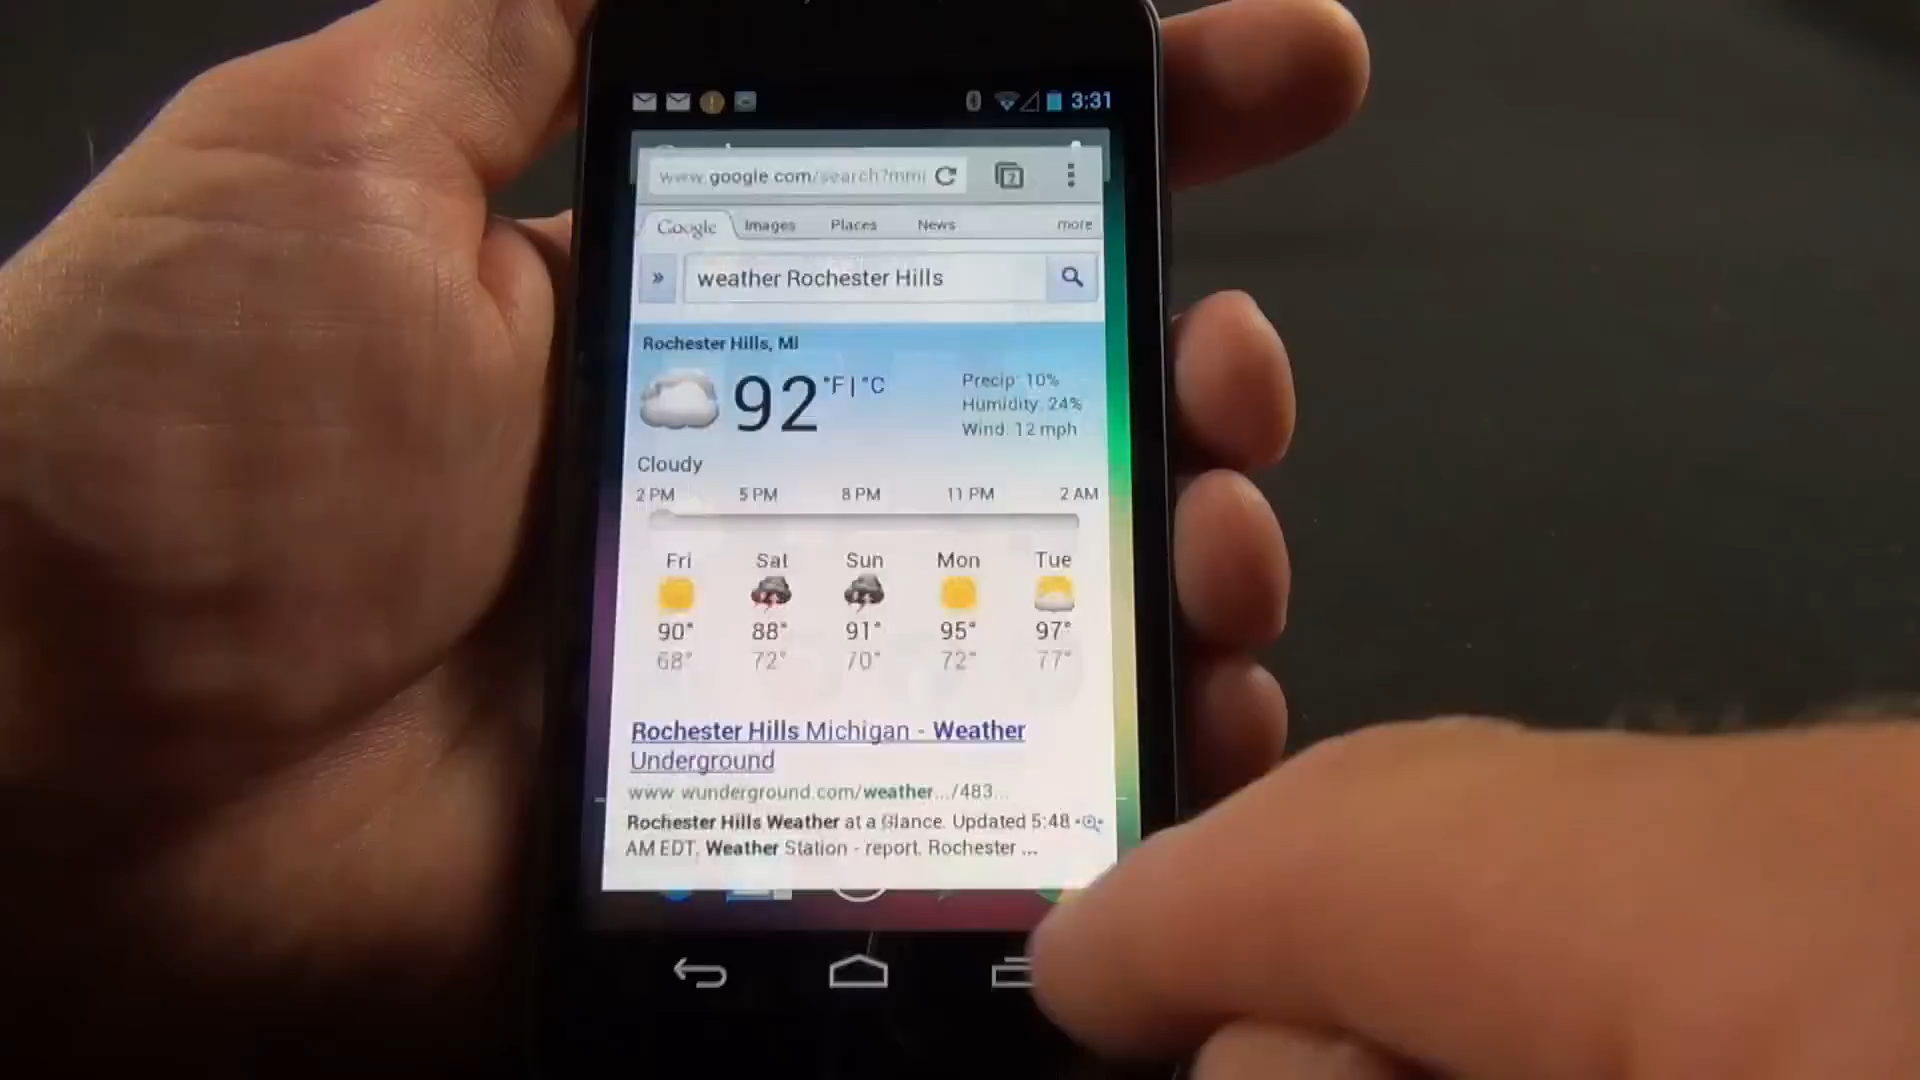 3:31
www.google.com/search?mmi
2
Google Images Places News more
» weather Rochester Hills
Rochester Hills, MI
92 °F | °C
Precip: 10%
Humidity: 24%
Wind: 12 mph
Cloudy
2 PM 5 PM 8 PM 11 PM 2 AM
Fri Sat Sun Mon Tue
90° 88° 91° 95° 97°
68° 72° 70° 72° 77°
Rochester Hills Michigan - Weather
Underground
www.wunderground.com/weather.../483...
Rochester Hills Weather at a Glance. Updated 5:48
AM EDT, Weather Station - report. Rochester ...